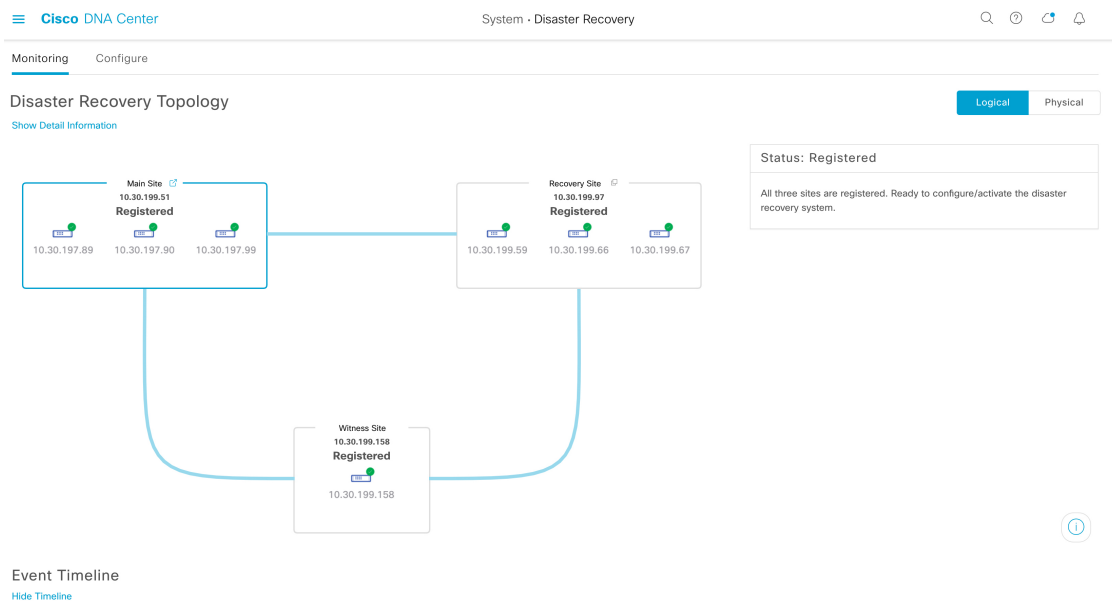 Cisco DNA Center
System · Disaster Recovery
Monitoring
Configure
Disaster Recovery Topology
Show Detail Information
Logical
Physical
Main Site
10.30.199.51
Registered
10.30.197.89
10.30.197.90
10.30.197.99
Recovery Site
10.30.199.97
Registered
10.30.199.59
10.30.199.66
10.30.199.67
Status: Registered
All three sites are registered. Ready to configure/activate the disaster
recovery system.
Witness Site
10.30.199.158
Registered
10.30.199.158
Event Timeline
Hide Timeline